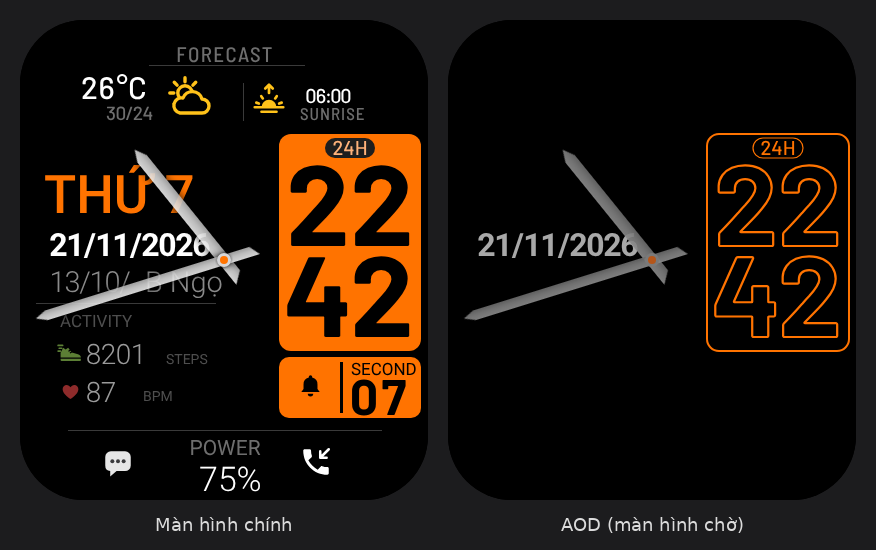 FORECAST
26°C
30/24
06:00
SUNRISE
24H
22
42
THỨ 7
21/11/2026
13/10/ B Ngọ
ACTIVITY
8201 STEPS
87 BPM
SECOND
07
POWER
75%
Màn hình chính
24H
22
42
21/11/2026
AOD (màn hình chờ)